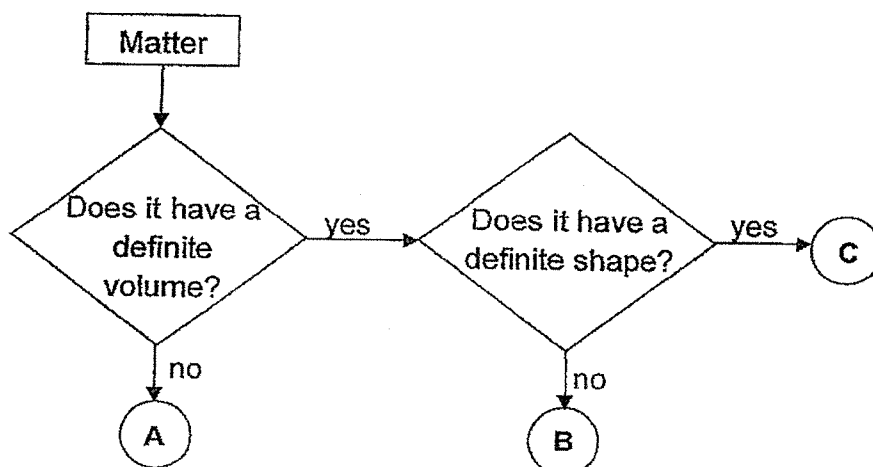 Matter
Does it have a
definite
volume?
yes
Does it have a
definite shape?
yes
C
no
A
no
B